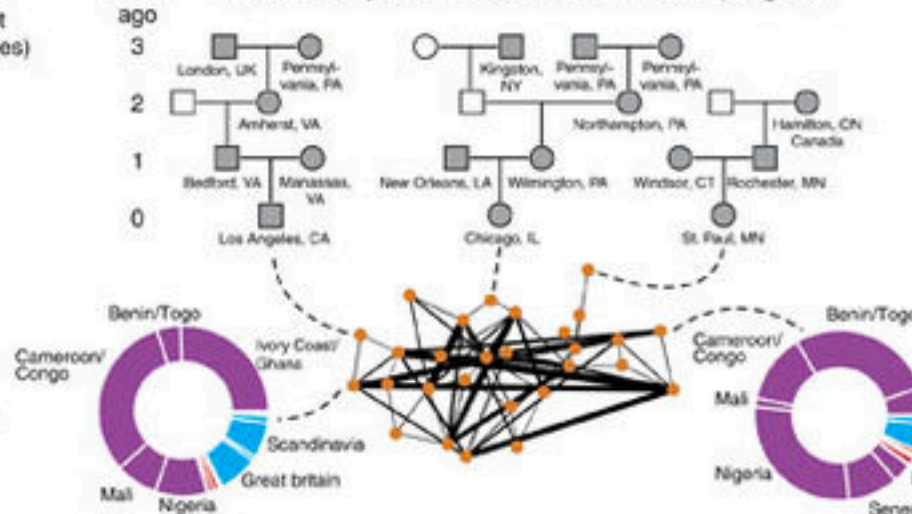 ago
t
es)
3
London, UK
Pennsyl-
vania, PA
Kingston,
NY
Pennsyl-
vania, PA
Pennsyl-
vania, PA
2
Amherst, VA
Northampton, PA
Hamilton, ON
Canada
1
Bedford, VA
Manassas,
VA
New Orleans, LA
Wilmington, PA
Windsor, CT
Rochester, MN
0
Los Angeles, CA
Chicago, IL
St. Paul, MN
Benin/Togo
Cameroon/
Congo
Ivory Coast/
Ghana
Scandinavia
Great britain
Mali
Nigeria
Benin/Togo
Cameroon/
Congo
Mali
Nigeria
Sene